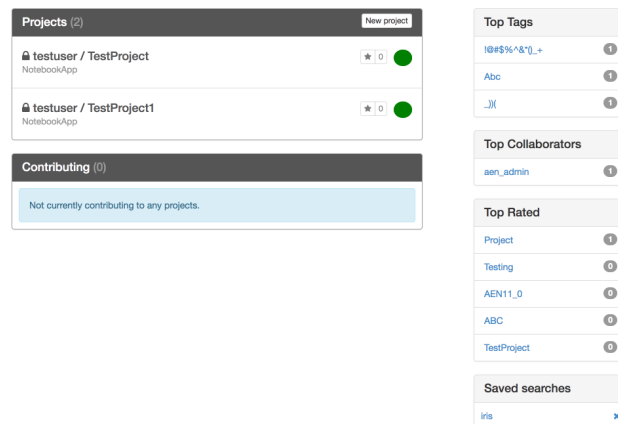 Projects (2)
New project
testuser / TestProject
NotebookApp
0
testuser / TestProject1
NotebookApp
0
Contributing (0)
Not currently contributing to any projects.
Top Tags
!@#$%^&*()_+ 1
Abc 1
_)){ 1
Top Collaborators
aen_admin 1
Top Rated
Project 1
Testing 0
AEN11_0 0
ABC 0
TestProject 0
Saved searches
iris